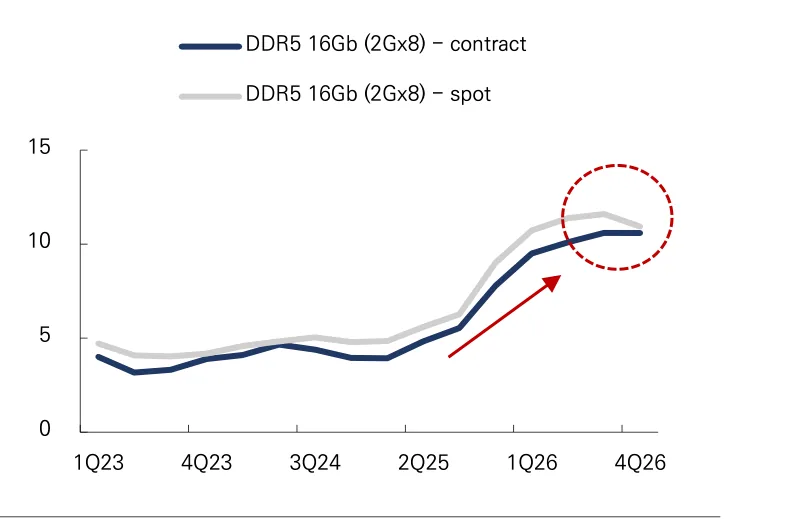 DDR5 16Gb (2Gx8) – contract
DDR5 16Gb (2Gx8) – spot
15
10
5
0
1Q23 4Q23 3Q24 2Q25 1Q26 4Q26